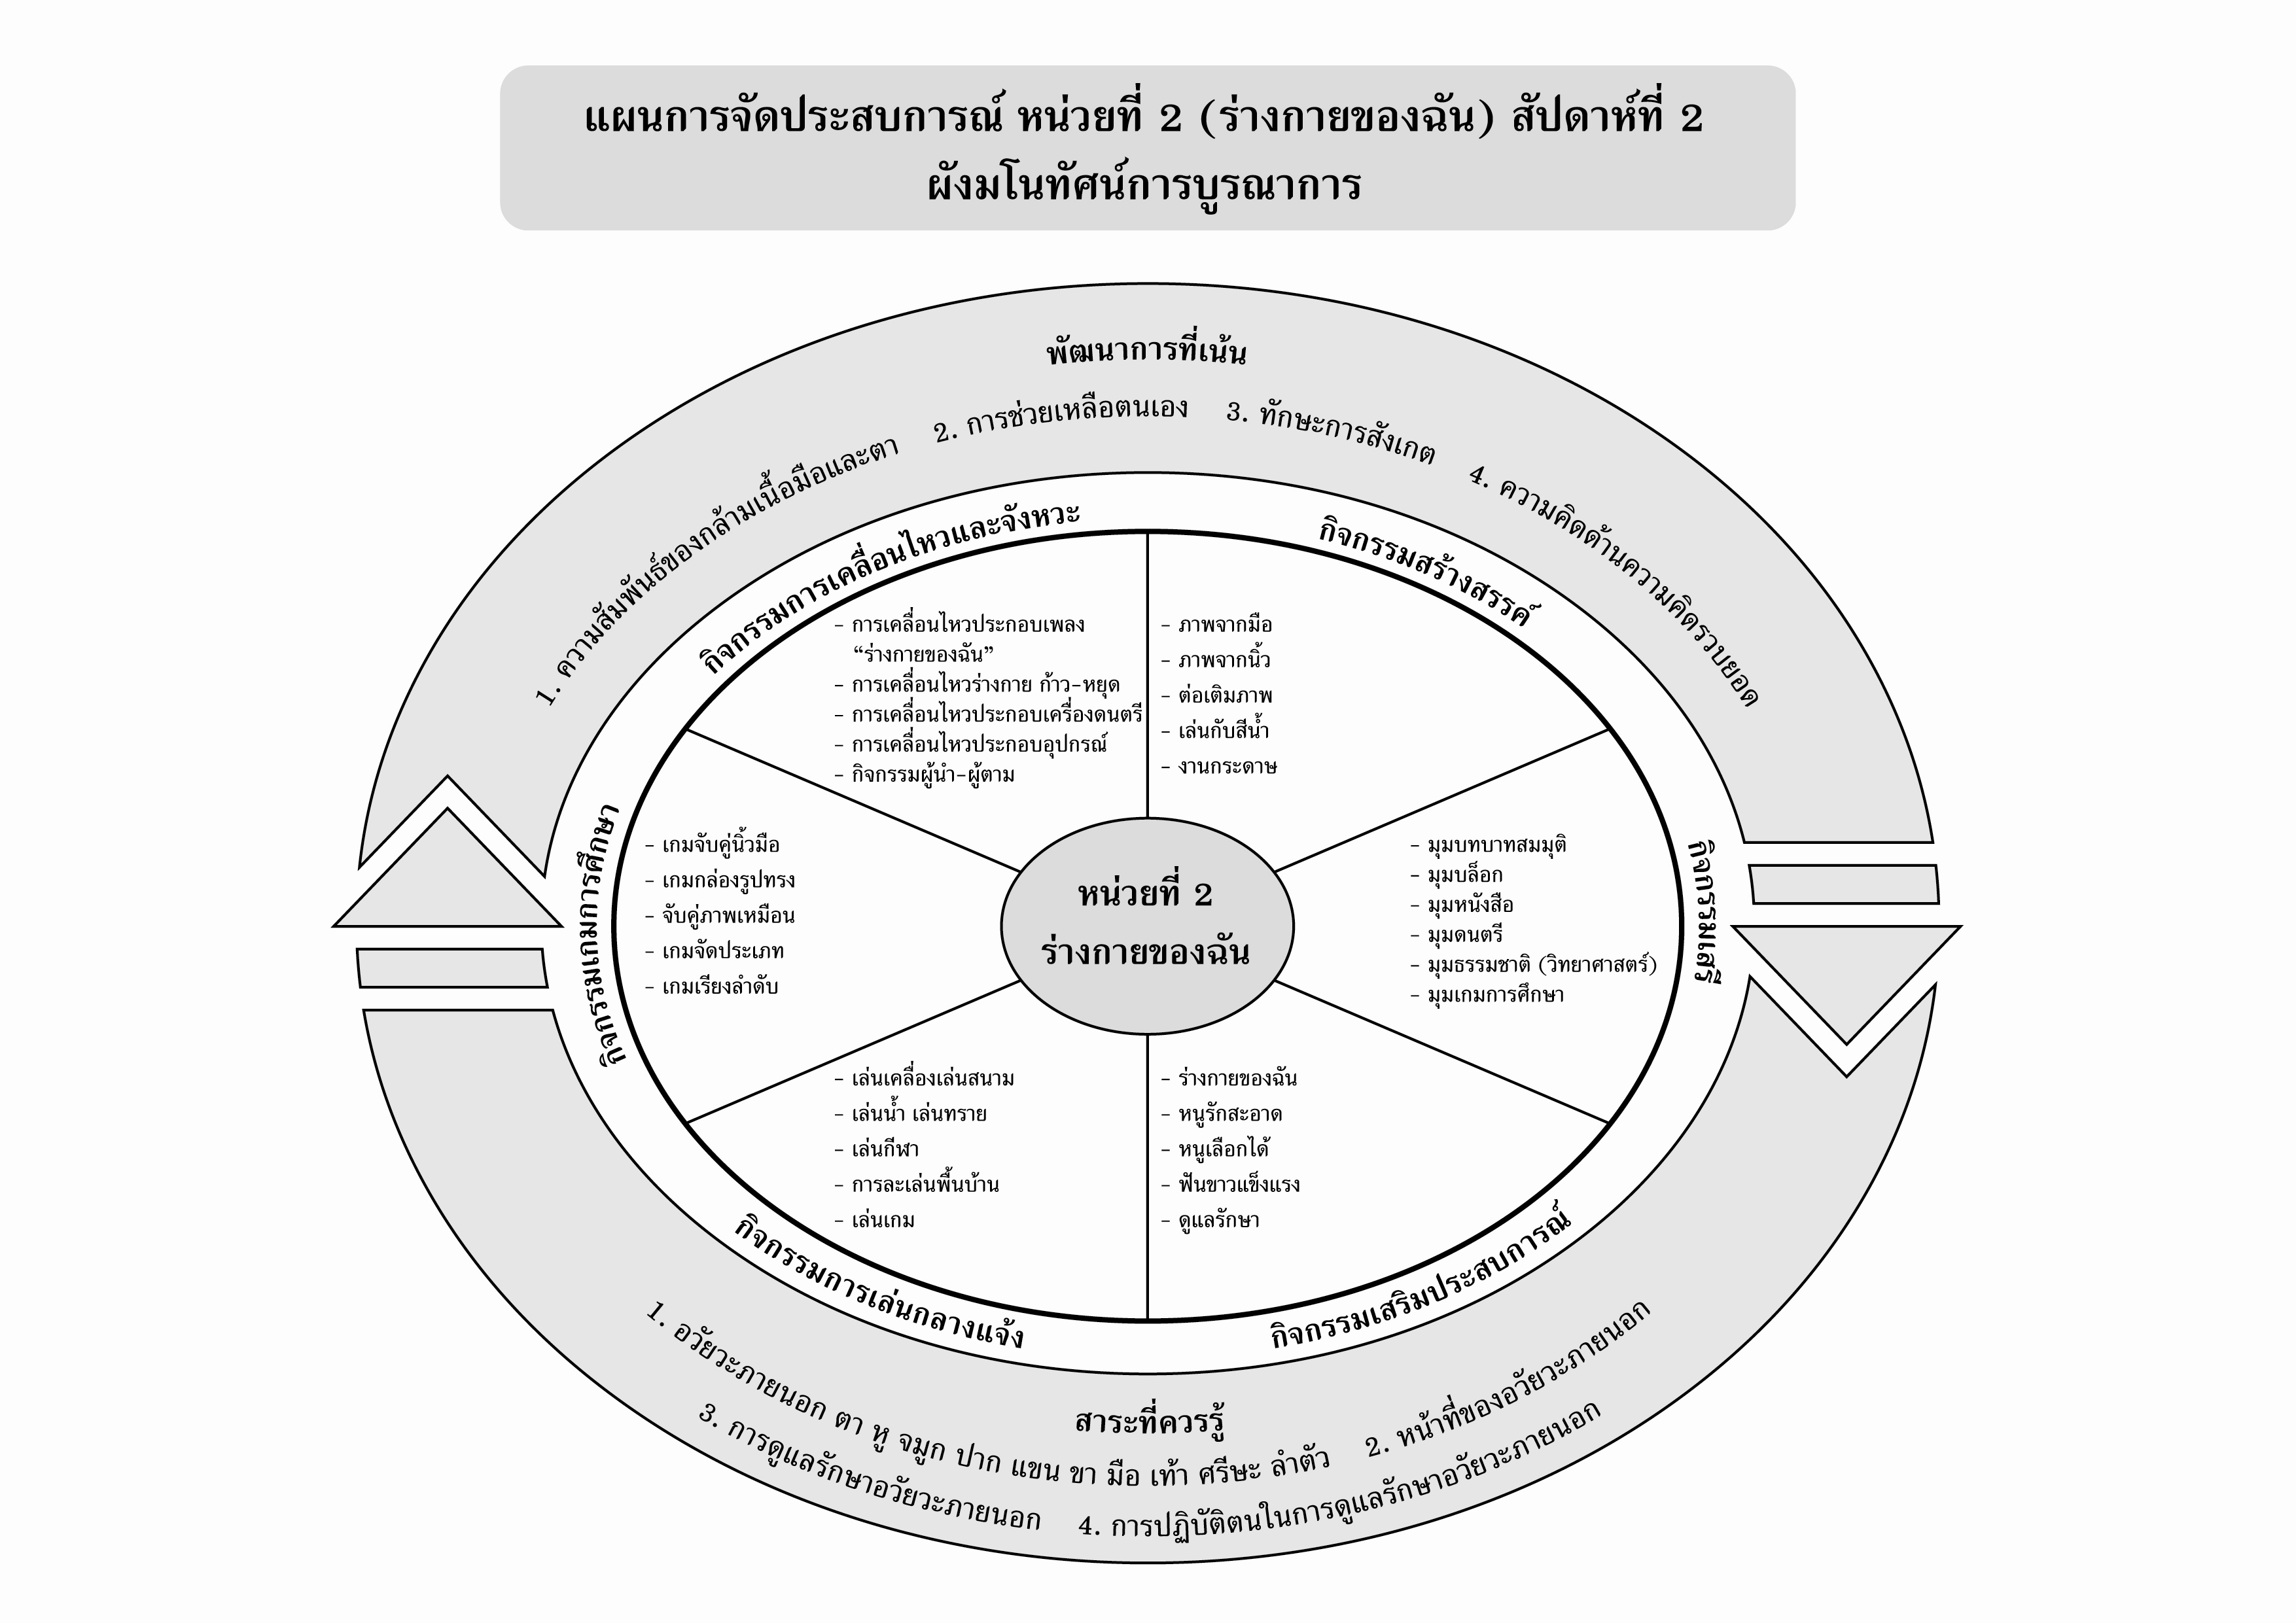 แผนการจัดประสบการณ์ หน่วยที่ 2 (ร่างกายของฉัน) สัปดาห์ที่ 2
ผังมโนทัศน์การบูรณาการ
พัฒนาการที่เน้น
1. ความสัมพันธ์ของกล้ามเนื้อมือและตา 2. การช่วยเหลือตนเอง 3. ทักษะการสังเกต 4. ความคิดด้านความคิดรวบยอด
กิจกรรมการเคลื่อนไหวและจังหวะ
- การเคลื่อนไหวประกอบเพลง
“ร่างกายของฉัน”
- การเคลื่อนไหวร่างกาย ก้าว-หยุด
- การเคลื่อนไหวประกอบเครื่องดนตรี
- การเคลื่อนไหวประกอบอุปกรณ์
- กิจกรรมผู้นำ-ผู้ตาม
กิจกรรมสร้างสรรค์
- ภาพจากมือ
- ภาพจากนิ้ว
- ต่อเติมภาพ
- เล่นกับสีน้ำ
- งานกระดาษ
กิจกรรมเกมการศึกษา
- เกมจับคู่นิ้วมือ
- เกมกล่องรูปทรง
- จับคู่ภาพเหมือน
- เกมจัดประเภท
- เกมเรียงลำดับ
หน่วยที่ 2
ร่างกายของฉัน
กิจกรรมเสรี
- มุมบทบาทสมมุติ
- มุมบล็อก
- มุมหนังสือ
- มุมดนตรี
- มุมธรรมชาติ (วิทยาศาสตร์)
- มุมเกมการศึกษา
- เล่นเครื่องเล่นสนาม
- เล่นน้ำ เล่นทราย
- เล่นกีฬา
- การละเล่นพื้นบ้าน
- เล่นเกม
กิจกรรมการเล่นกลางแจ้ง
- ร่างกายของฉัน
- หนูรักสะอาด
- หนูเลือกได้
- ฟันขาวแข็งแรง
- ดูแลรักษา
กิจกรรมเสริมประสบการณ์
สาระที่ควรรู้
1. อวัยวะภายนอก ตา หู จมูก ปาก แขน ขา มือ เท้า ศรีษะ ลำตัว 2. หน้าที่ของอวัยวะภายนอก
3. การดูแลรักษาอวัยวะภายนอก 4. การปฏิบัติตนในการดูแลรักษาอวัยวะภายนอก